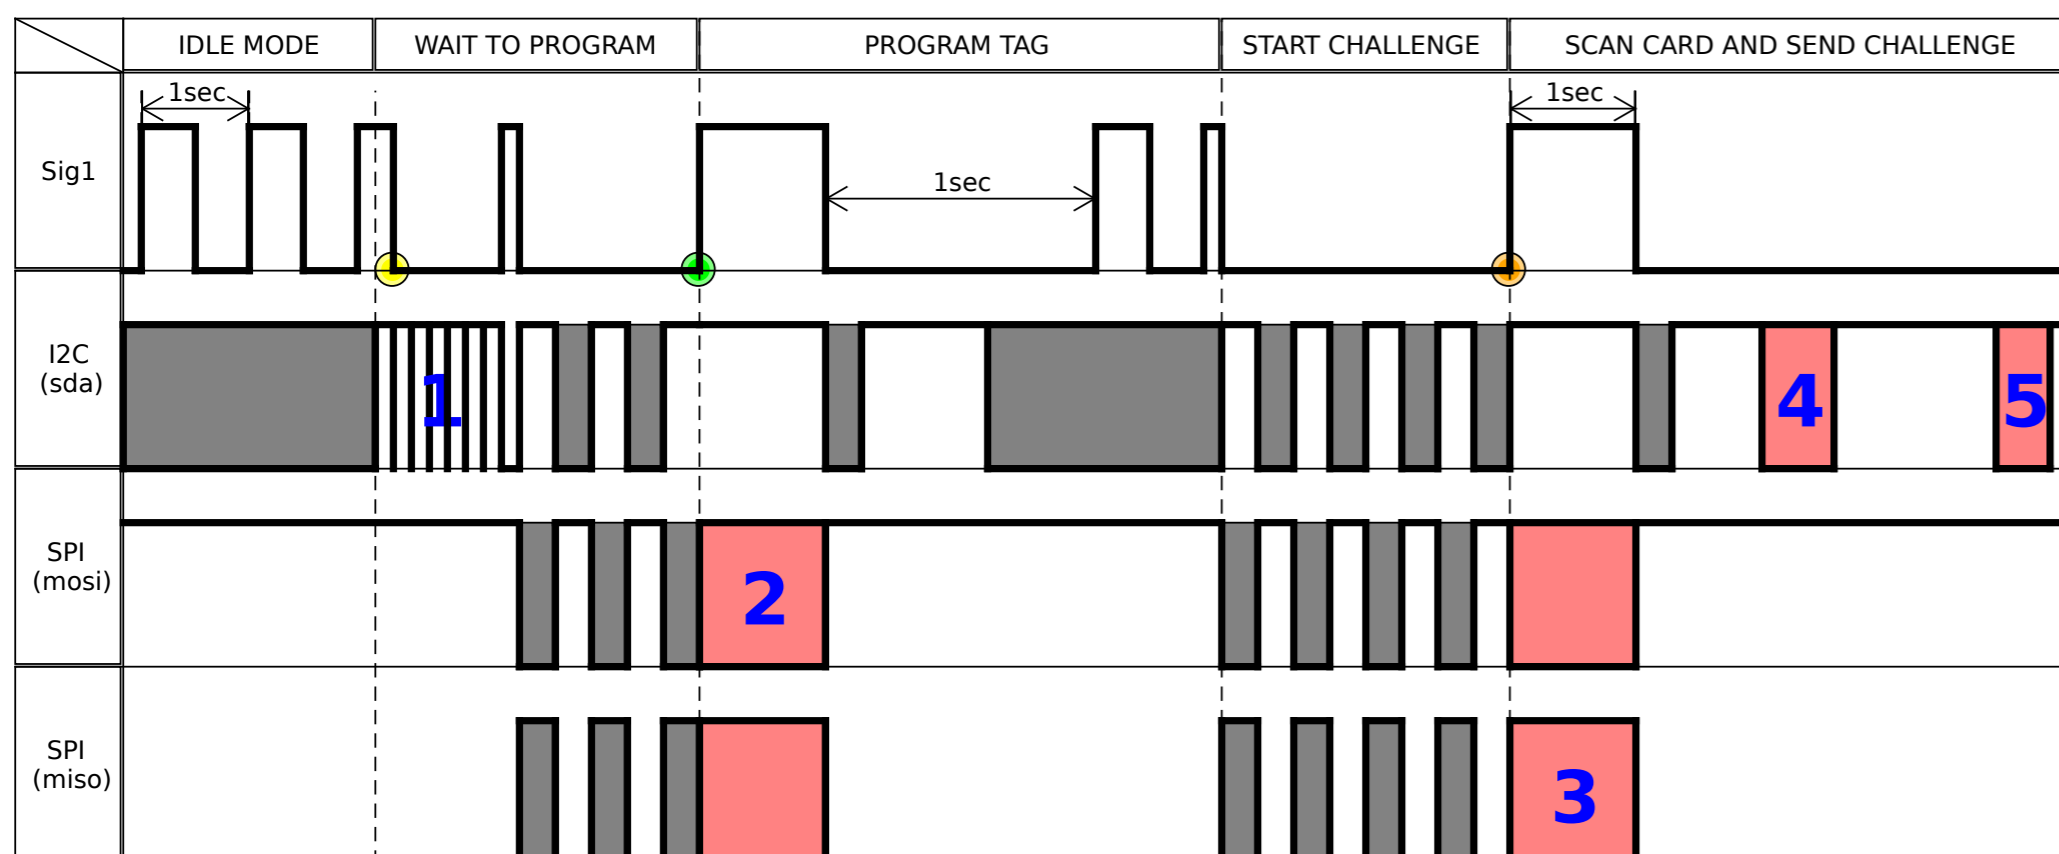 IDLE MODE
WAIT TO PROGRAM
PROGRAM TAG
START CHALLENGE
SCAN CARD AND SEND CHALLENGE
1sec
1sec
Sig1
1sec
I2C
(sda)
1
4
5
SPI
(mosi)
2
SPI
(miso)
3